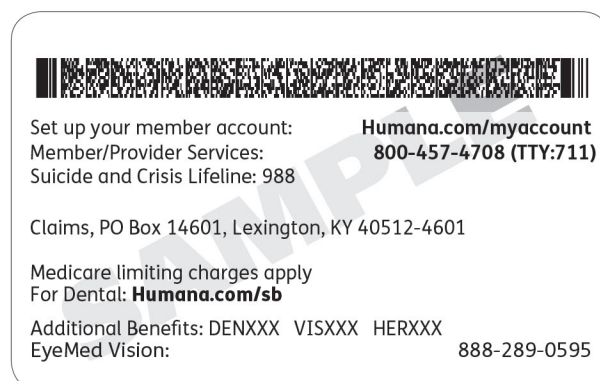 Set up your member account: Humana.com/myaccount
Member/Provider Services: 800-457-4708 (TTY:711)
Suicide and Crisis Lifeline: 988
Claims, PO Box 14601, Lexington, KY 40512-4601
Medicare limiting charges apply
For Dental: Humana.com/sb
Additional Benefits: DENXXX VISXXX HERXXX
EyeMed Vision: 888-289-0595
SAMPLE